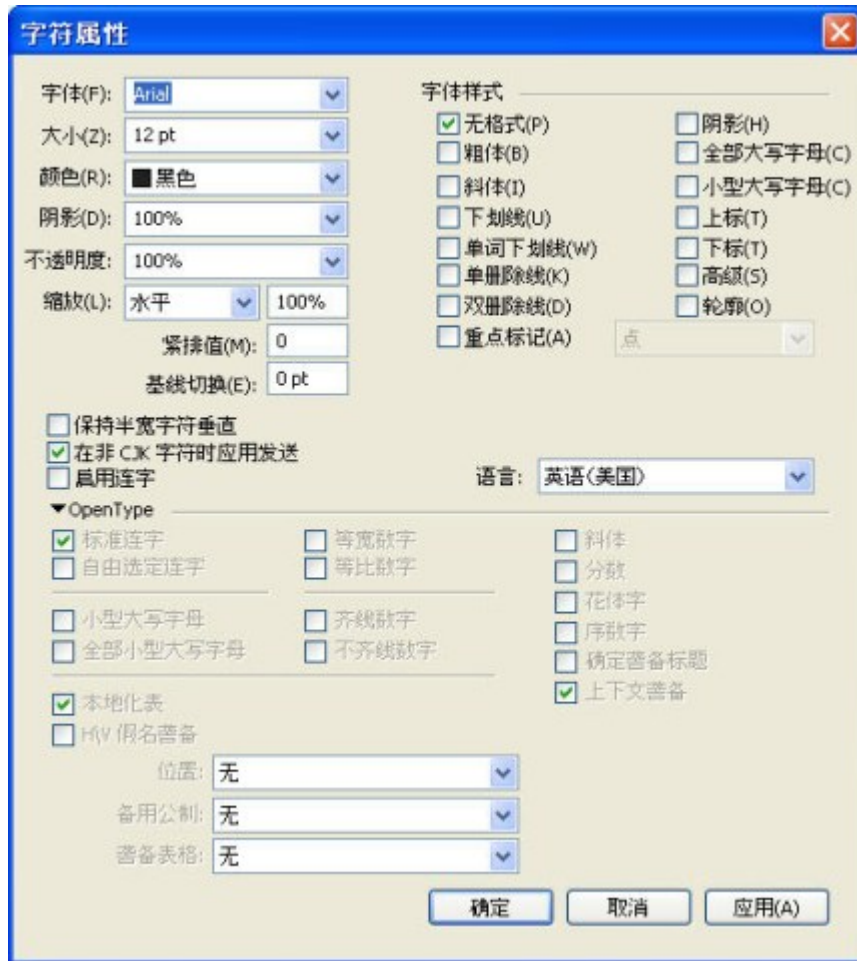 字符属性
字体(F): Arial
大小(Z): 12 pt
颜色(R): 黑色
阴影(D): 100%
不透明度: 100%
缩放(L): 水平 100%
紧排值(M): 0
基线切换(E): 0 pt
字体样式
无格式(P)
粗体(B)
斜体(I)
下划线(U)
单词下划线(W)
单删除线(K)
双删除线(D)
重点标记(A) 点
阴影(H)
全部大写字母(C)
小型大写字母(C)
上标(T)
下标(T)
高级(S)
轮廓(O)
保持半宽字符垂直
在非 CJK 字符时应用发送
启用连字
语言: 英语(美国)
OpenType
标准连字
自由选定连字
等宽数字
等比数字
小型大写字母
全部小型大写字母
齐线数字
不齐线数字
斜体
分数
花体字
序数字
确定替备标题
上下文替备
本地化表
H(V 假名替备
位置: 无
备用公制: 无
替备表格: 无
确定 取消 应用(A)